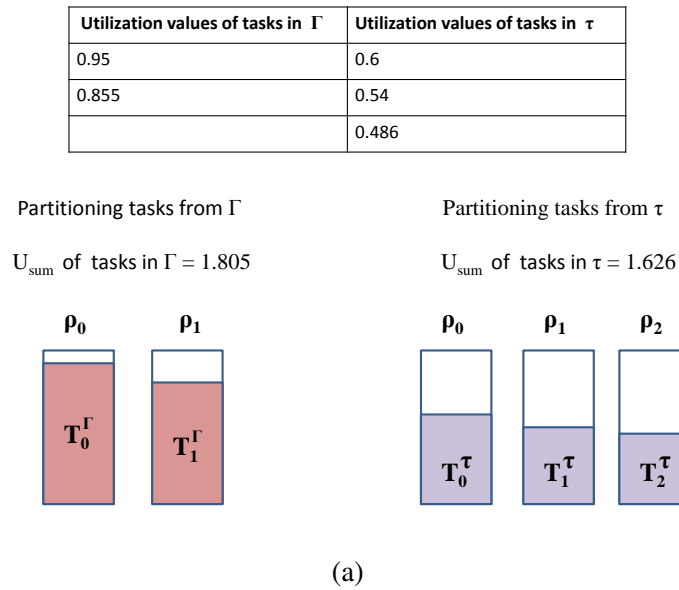 Utilization values of tasks in Γ Utilization values of tasks in τ
0.95 0.6
0.855 0.54
0.486
Partitioning tasks from Γ
Partitioning tasks from τ
Usum of tasks in Γ = 1.805
Usum of tasks in τ = 1.626
ρ0 ρ1
ρ0 ρ1 ρ2
T0Γ T1Γ
T0τ T1τ T2τ
(a)